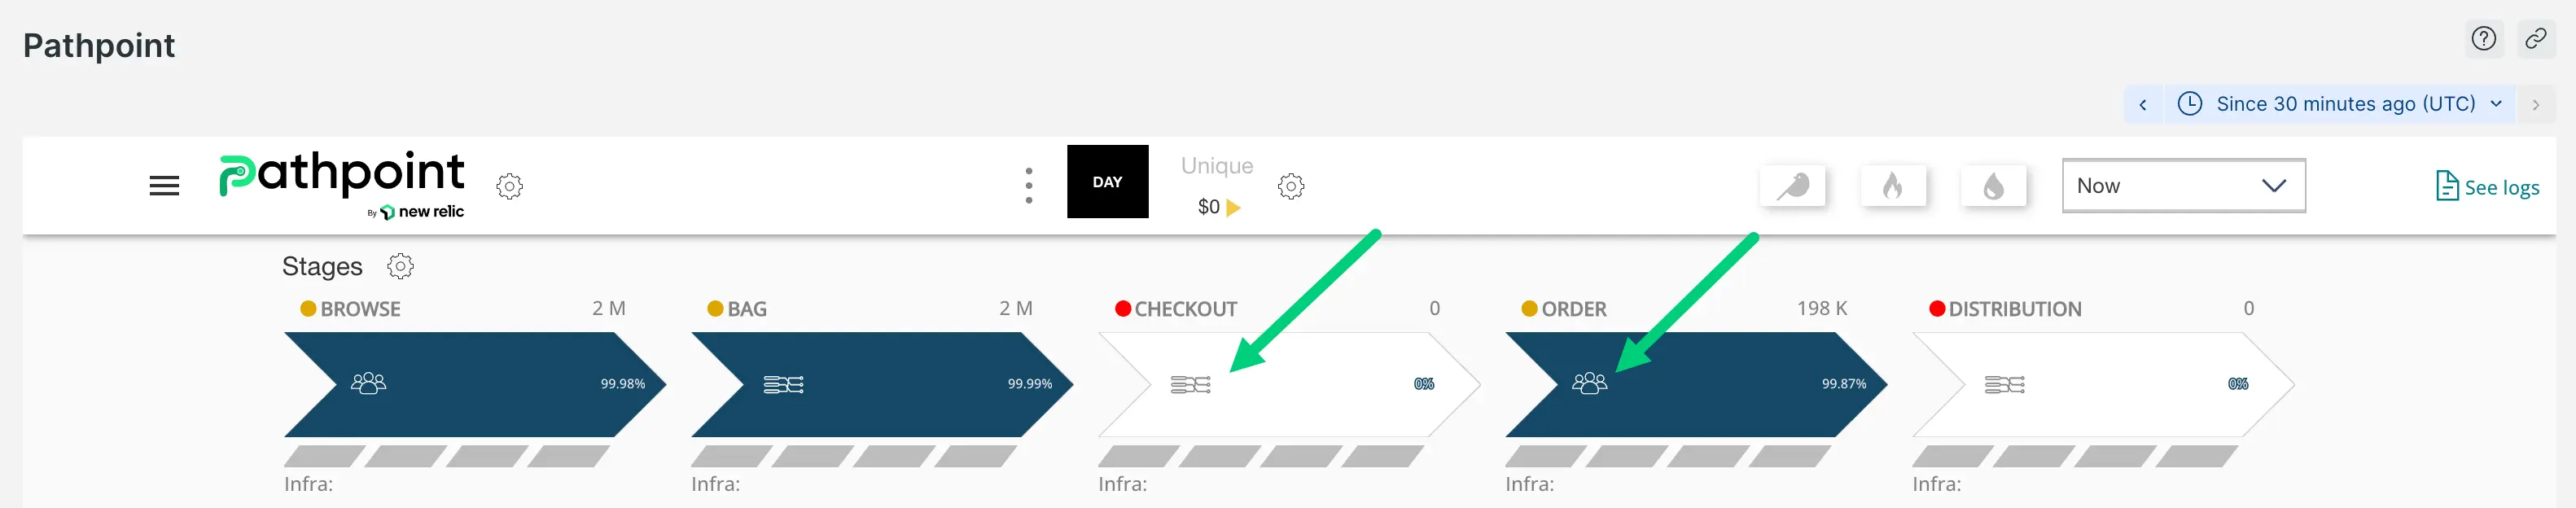 Pathpoint
Since 30 minutes ago (UTC)
Pathpoint
By new relic
DAY
Unique
$0
Now
See logs
Stages
BROWSE 2 M
BAG 2 M
CHECKOUT 0
ORDER 198 K
DISTRIBUTION 0
99.98%
99.99%
0%
99.87%
0%
Infra:
Infra:
Infra:
Infra:
Infra: